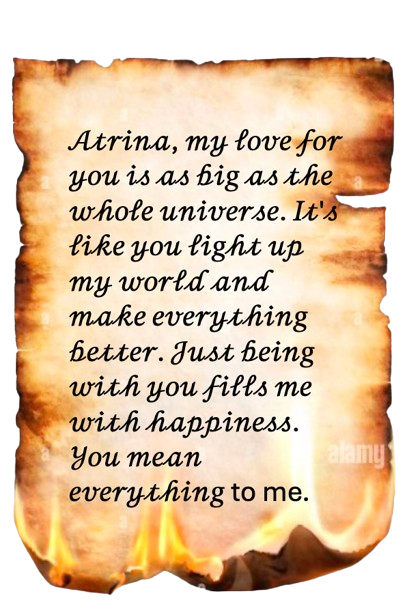 Atrina, my love for
you is as big as the
whole universe. It's
like you light up
my world and
make everything
better. Just being
with you fills me
with happiness.
You mean
everything to me.
alamy